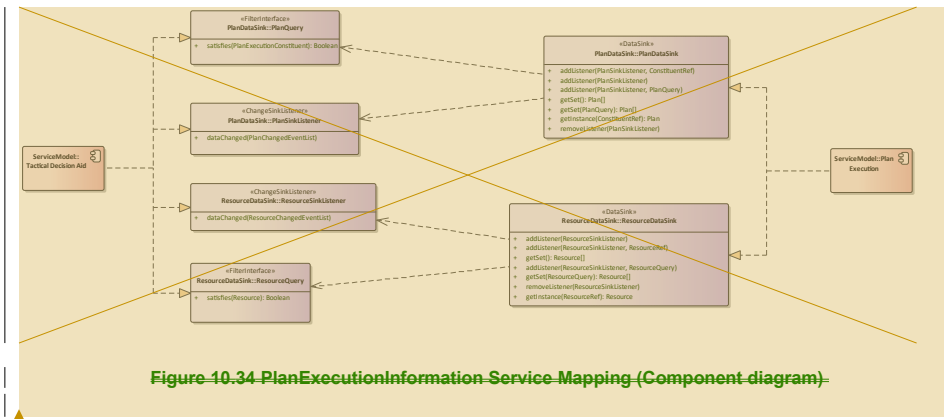 «FilterInterface»
PlanDataSink::PlanQuery
+ satisfies(PlanExecutionConstituent): Boolean
«ChangeSinkListener»
PlanDataSink::PlanSinkListener
+ dataChanged(PlanChangedEventList)
ServiceModel::
Tactical Decision Aid
«ChangeSinkListener»
ResourceDataSink::ResourceSinkListener
+ dataChanged(ResourceChangedEventList)
«FilterInterface»
ResourceDataSink::ResourceQuery
+ satisfies(Resource): Boolean
«DataSink»
PlanDataSink::PlanDataSink
+ addListener(PlanSinkListener, ConstituentRef)
+ addListener(PlanSinkListener)
+ addListener(PlanSinkListener, PlanQuery)
+ getSet(): Plan[]
+ getSet(PlanQuery): Plan[]
+ getInstance(ConstituentRef): Plan
+ removeListener(PlanSinkListener)
«DataSink»
ResourceDataSink::ResourceDataSink
+ addListener(ResourceSinkListener)
+ addListener(ResourceSinkListener, ResourceRef)
+ getSet(): Resource[]
+ addListener(ResourceSinkListener, ResourceQuery)
+ getSet(ResourceQuery): Resource[]
+ removeListener(ResourceSinkListener)
+ getInstance(ResourceRef): Resource
ServiceModel::Plan
Execution
Figure 10.34 PlanExecutionInformation Service Mapping (Component diagram)